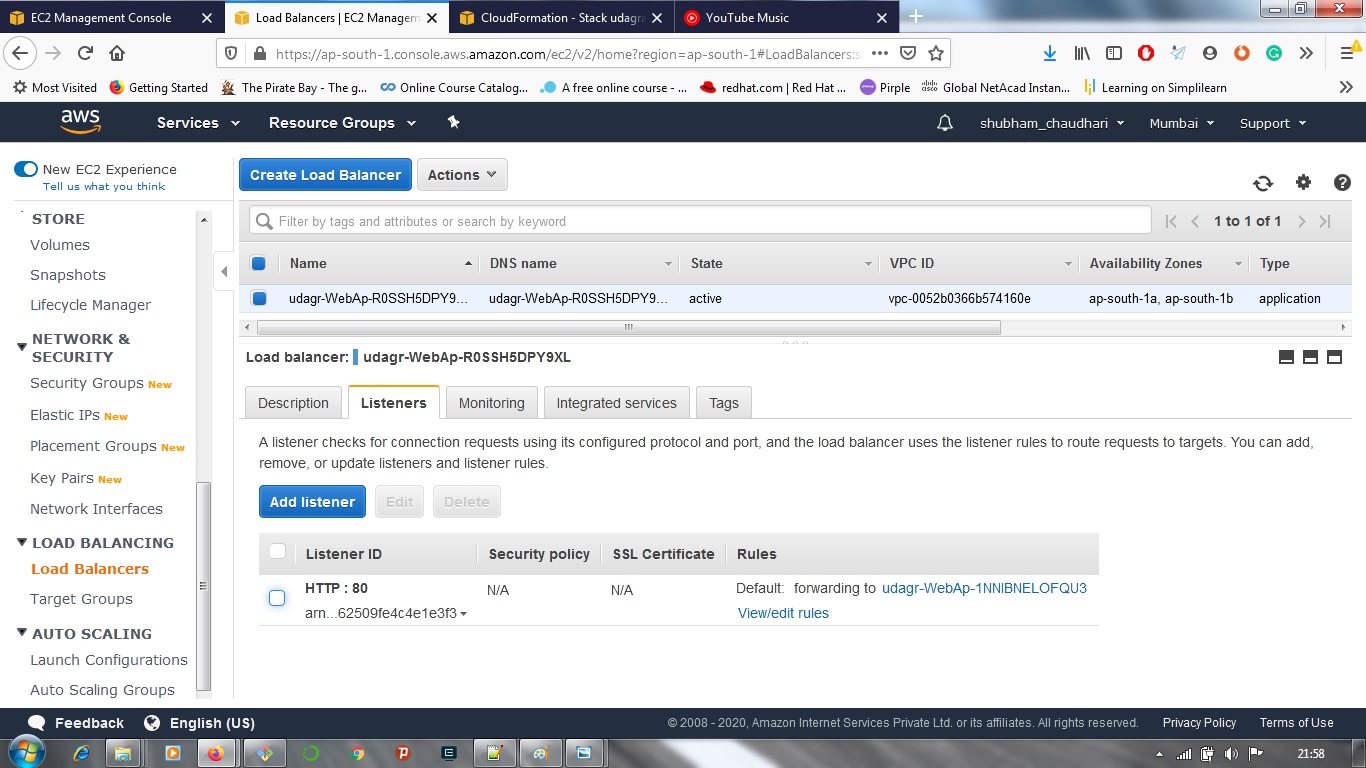 EC2 Management Console
Load Balancers | EC2 Managem
CloudFormation - Stack udagra
YouTube Music
https://ap-south-1.console.aws.amazon.com/ec2/v2/home?region=ap-south-1#LoadBalancers:s
Most Visited
Getting Started
The Pirate Bay - The g...
Online Course Catalog...
A free online course - ...
redhat.com | Red Hat ...
Pirple
Global NetAcad Instan...
Learning on Simplilearn
aws
Services
Resource Groups
shubham_chaudhari
Mumbai
Support
New EC2 Experience
Tell us what you think
STORE
Volumes
Snapshots
Lifecycle Manager
NETWORK &
SECURITY
Security Groups New
Elastic IPs New
Placement Groups New
Key Pairs New
Network Interfaces
LOAD BALANCING
Load Balancers
Target Groups
AUTO SCALING
Launch Configurations
Auto Scaling Groups
Create Load Balancer
Actions
Filter by tags and attributes or search by keyword
1 to 1 of 1
Name DNS name State VPC ID Availability Zones Type
udagr-WebAp-R0SSH5DPY9... udagr-WebAp-R0SSH5DPY9... active vpc-0052b0366b574160e ap-south-1a, ap-south-1b application
Load balancer: udagr-WebAp-R0SSH5DPY9XL
Description
Listeners
Monitoring
Integrated services
Tags
A listener checks for connection requests using its configured protocol and port, and the load balancer uses the listener rules to route requests to targets. You can add,
remove, or update listeners and listener rules.
Add listener
Edit
Delete
Listener ID Security policy SSL Certificate Rules
HTTP : 80 N/A N/A Default: forwarding to udagr-WebAp-1NNIBNELOFQU3
arn...62509fe4c4e1e3f3 View/edit rules
Feedback
English (US)
© 2008 - 2020, Amazon Internet Services Private Ltd. or its affiliates. All rights reserved.
Privacy Policy
Terms of Use
21:58